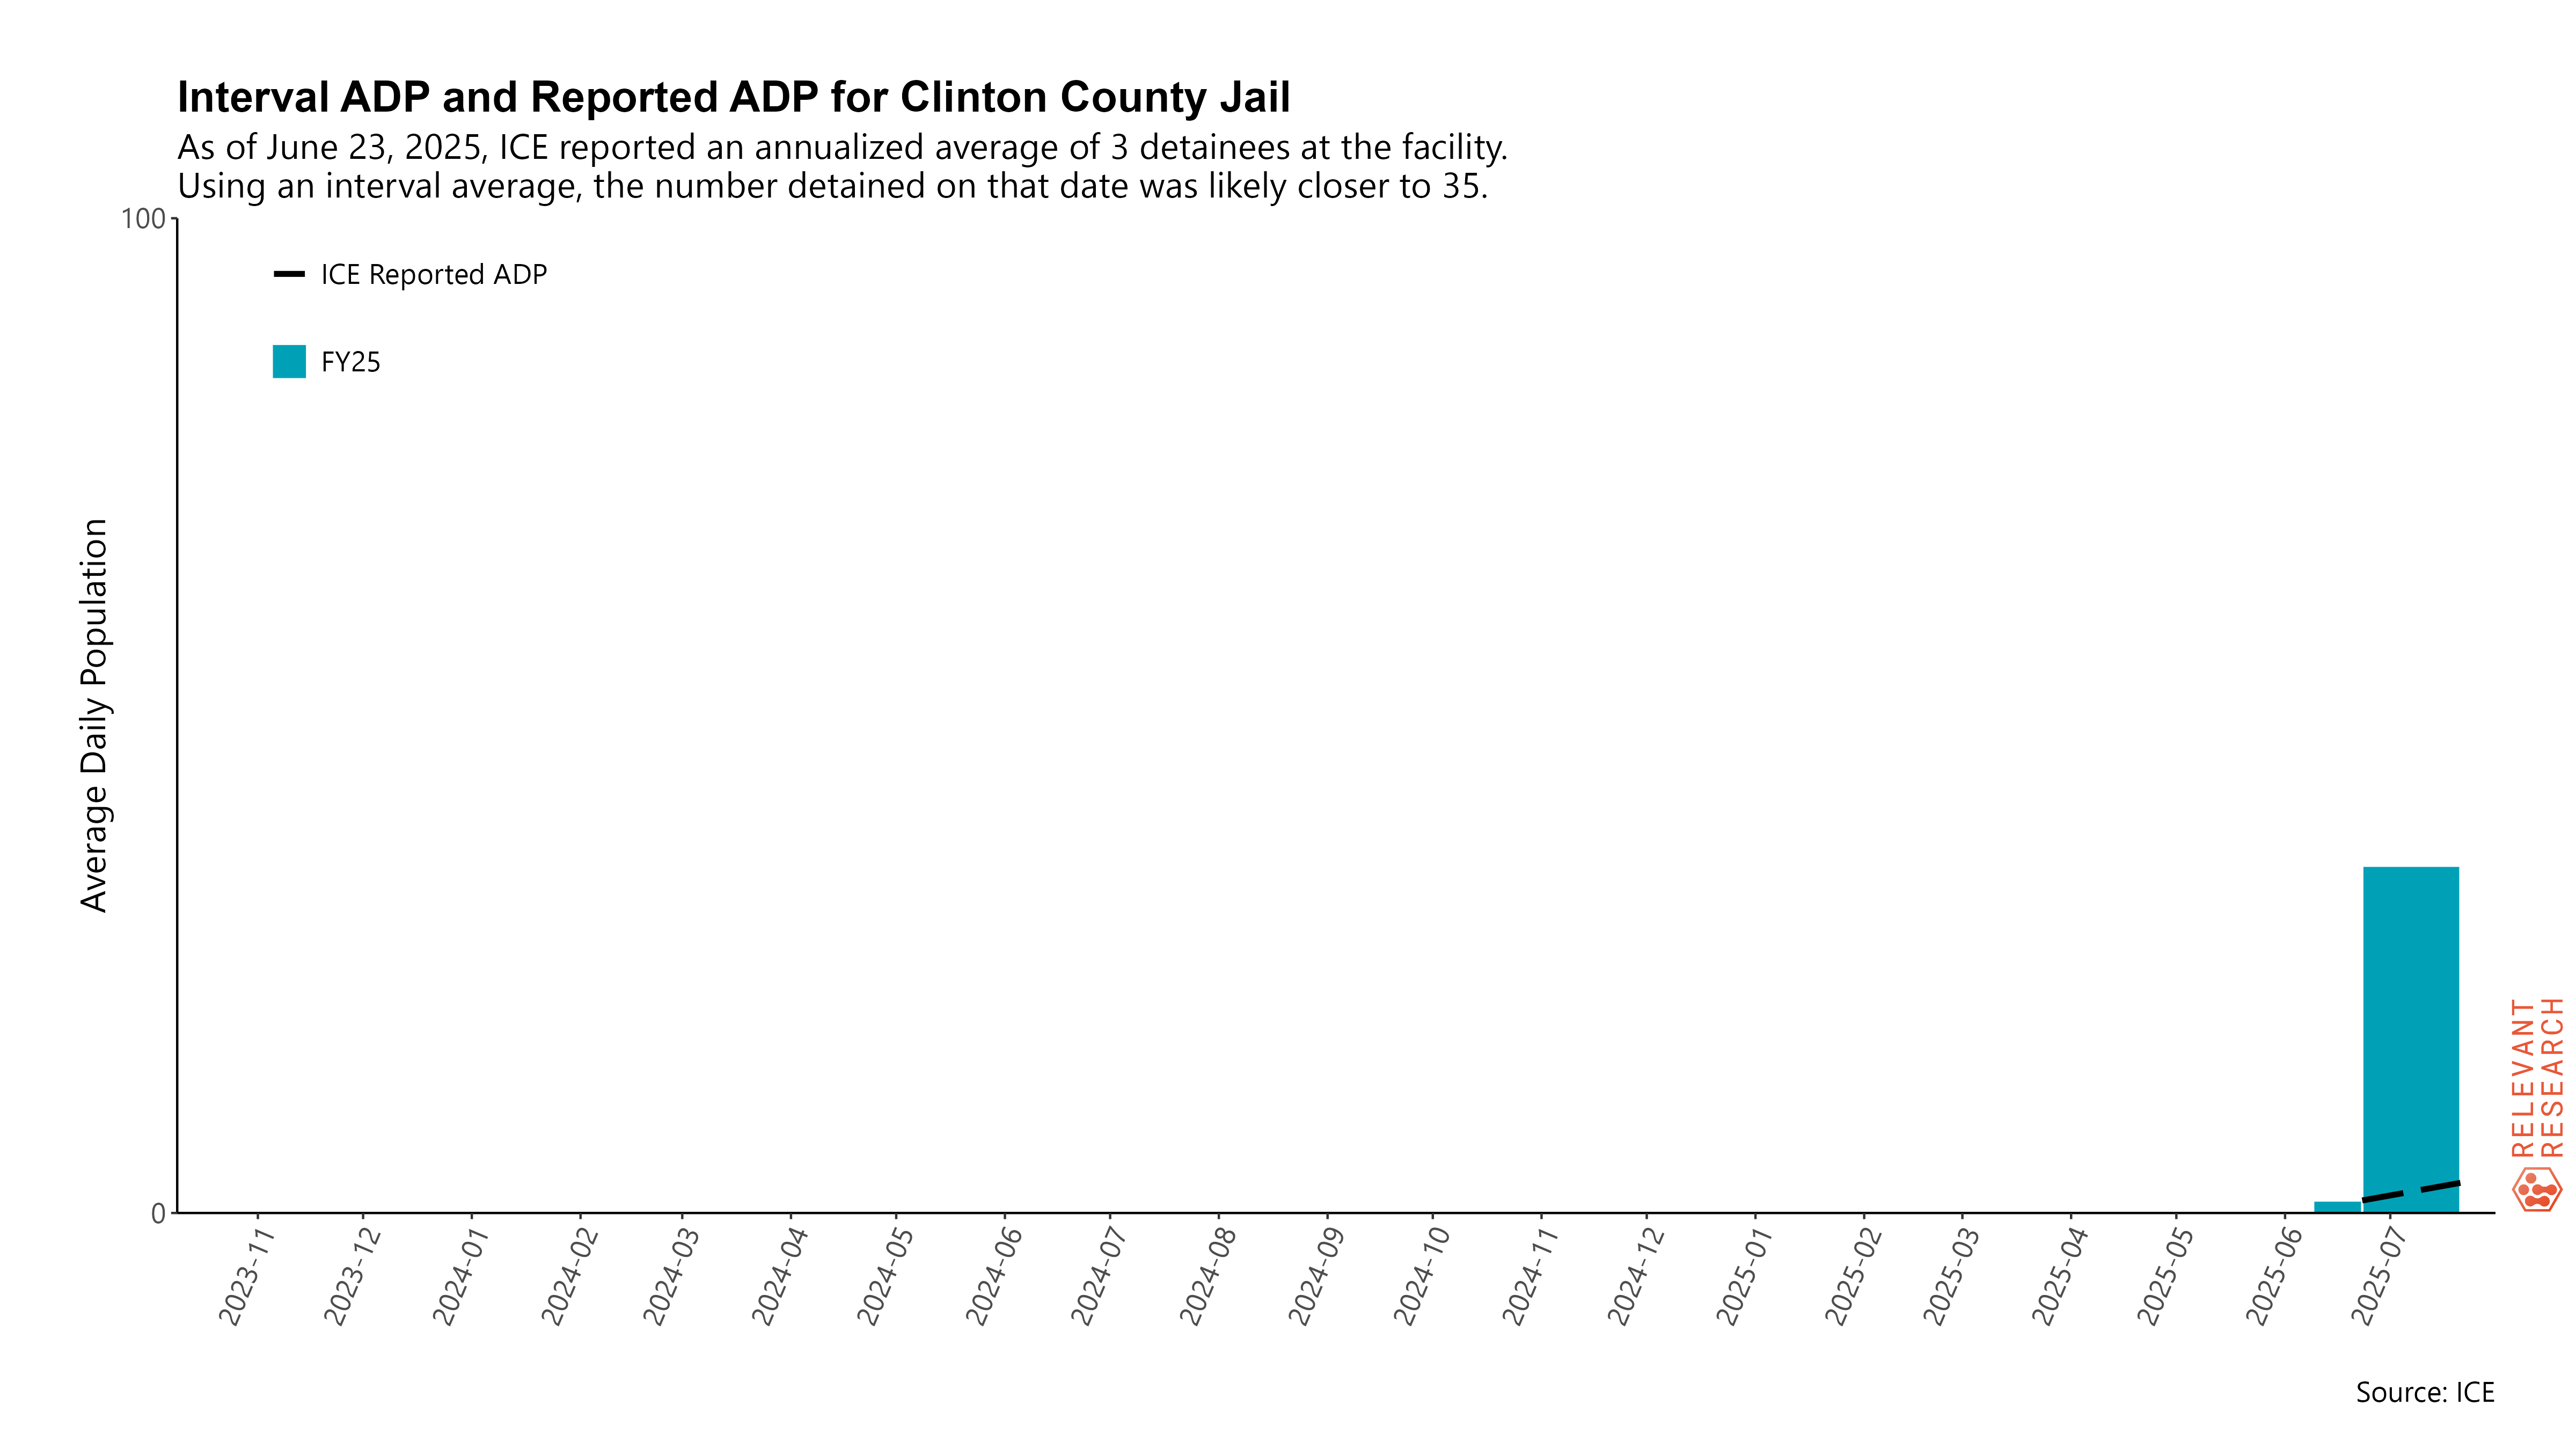 Interval ADP and Reported ADP for Clinton County Jail
As of June 23, 2025, ICE reported an annualized average of 3 detainees at the facility.
Using an interval average, the number detained on that date was likely closer to 35.
100
ICE Reported ADP
FY25
Average Daily Population
0
2023-11
2023-12
2024-01
2024-02
2024-03
2024-04
2024-05
2024-06
2024-07
2024-08
2024-09
2024-10
2024-11
2024-12
2025-01
2025-02
2025-03
2025-04
2025-05
2025-06
2025-07
RELEVANT
RESEARCH
Source: ICE